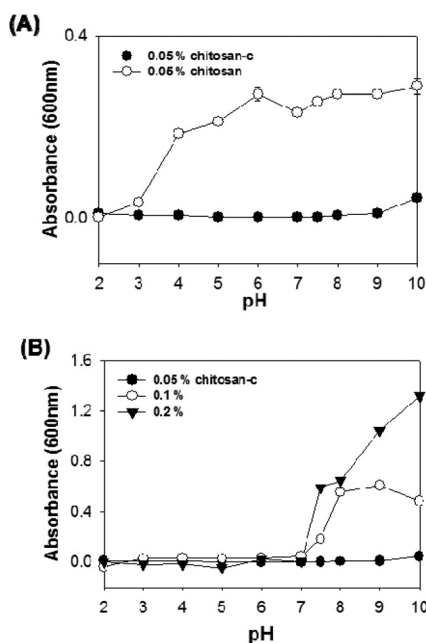 (A)
0.05% chitosan-c
0.05% chitosan
Absorbance (600nm)
0.4
0.0
2 3 4 5 6 7 8 9 10
pH
(B)
0.05% chitosan-c
0.1%
0.2%
Absorbance (600nm)
1.6
1.2
0.8
0.4
0.0
2 3 4 5 6 7 8 9 10
pH